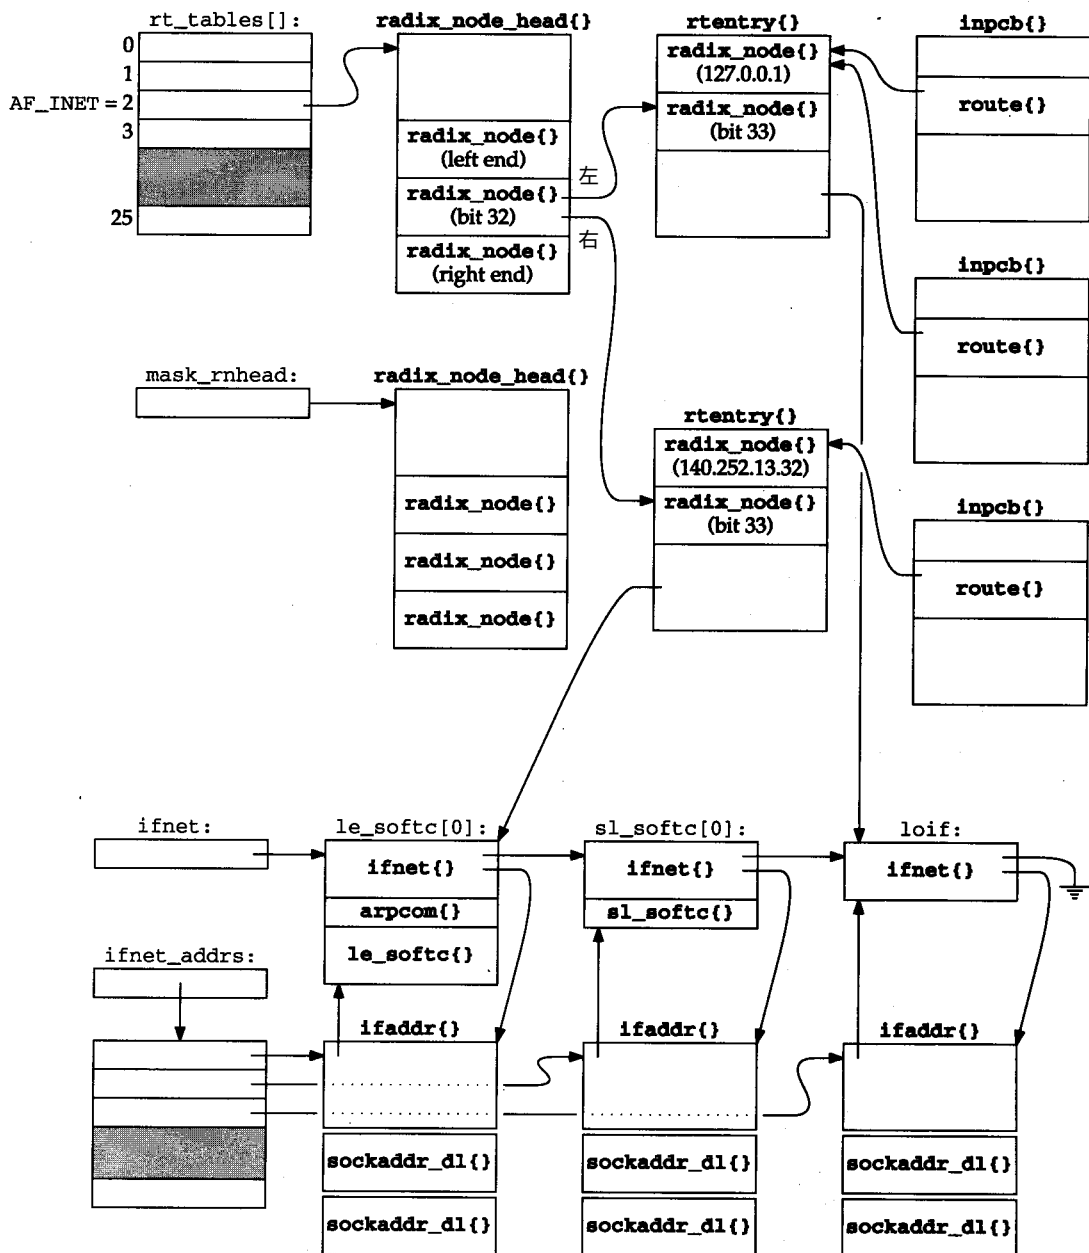 rt_tables[]:
0
1
AF_INET = 2
3
25
radix_node_head{}
radix_node{}
(left end)
radix_node{}
(bit 32)
radix_node{}
(right end)
左
右
rtentry{}
radix_node{}
(127.0.0.1)
radix_node{}
(bit 33)
inpcb{}
route{}
inpcb{}
route{}
mask_rnhead:
radix_node_head{}
radix_node{}
radix_node{}
radix_node{}
rtentry{}
radix_node{}
(140.252.13.32)
radix_node{}
(bit 33)
inpcb{}
route{}
ifnet:
le_softc[0]:
ifnet{}
arpcom{}
le_softc{}
sl_softc[0]:
ifnet{}
sl_softc{}
loif:
ifnet{}
ifnet_addrs:
ifaddr{}
ifaddr{}
ifaddr{}
sockaddr_dl{}
sockaddr_dl{}
sockaddr_dl{}
sockaddr_dl{}
sockaddr_dl{}
sockaddr_dl{}